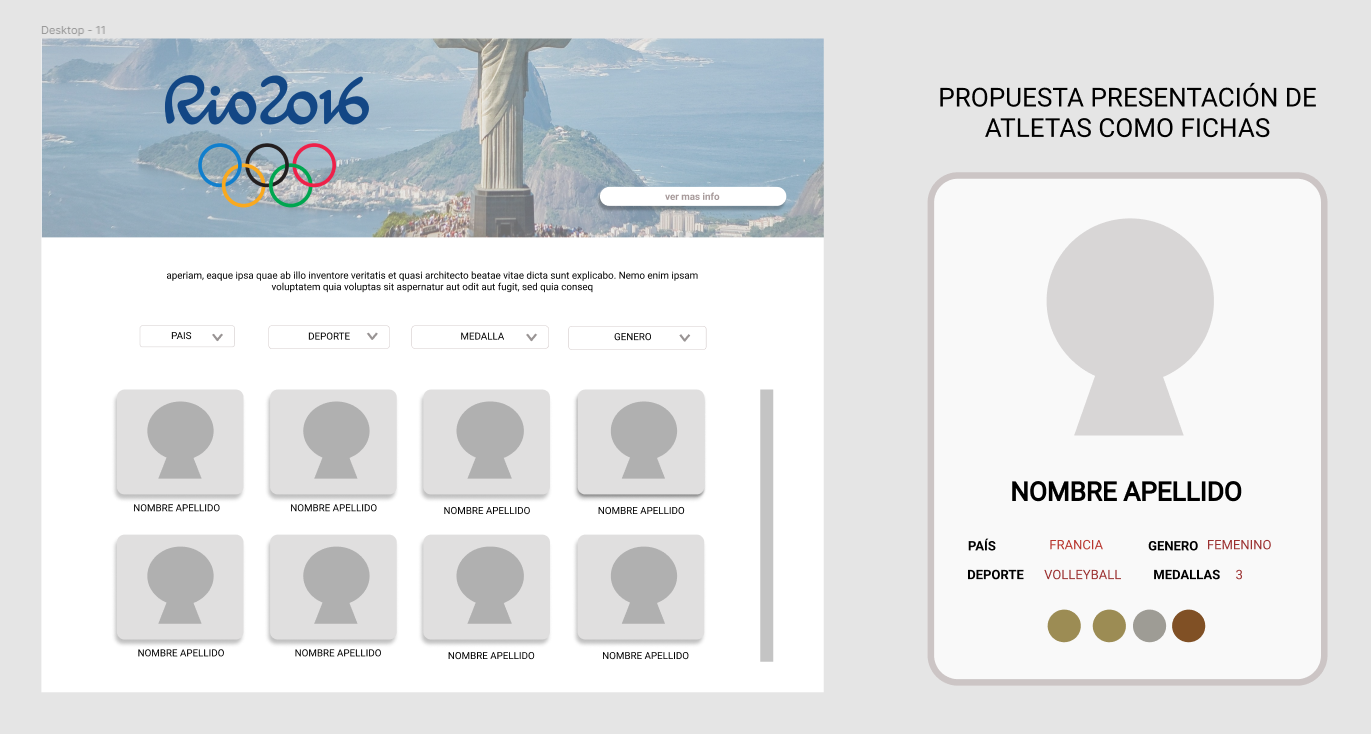 Desktop - 11
Rio2016
ver mas info
aperiam, eaque ipsa quae ab illo inventore veritatis et quasi architecto beatae vitae dicta sunt explicabo. Nemo enim ipsam
voluptatem quia voluptas sit aspernatur aut odit aut fugit, sed quia conseq
PAIS DEPORTE MEDALLA GENERO
NOMBRE APELLIDO NOMBRE APELLIDO NOMBRE APELLIDO NOMBRE APELLIDO
NOMBRE APELLIDO NOMBRE APELLIDO NOMBRE APELLIDO NOMBRE APELLIDO
PROPUESTA PRESENTACIÓN DE
ATLETAS COMO FICHAS
NOMBRE APELLIDO
PAÍS FRANCIA GENERO FEMENINO
DEPORTE VOLLEYBALL MEDALLAS 3